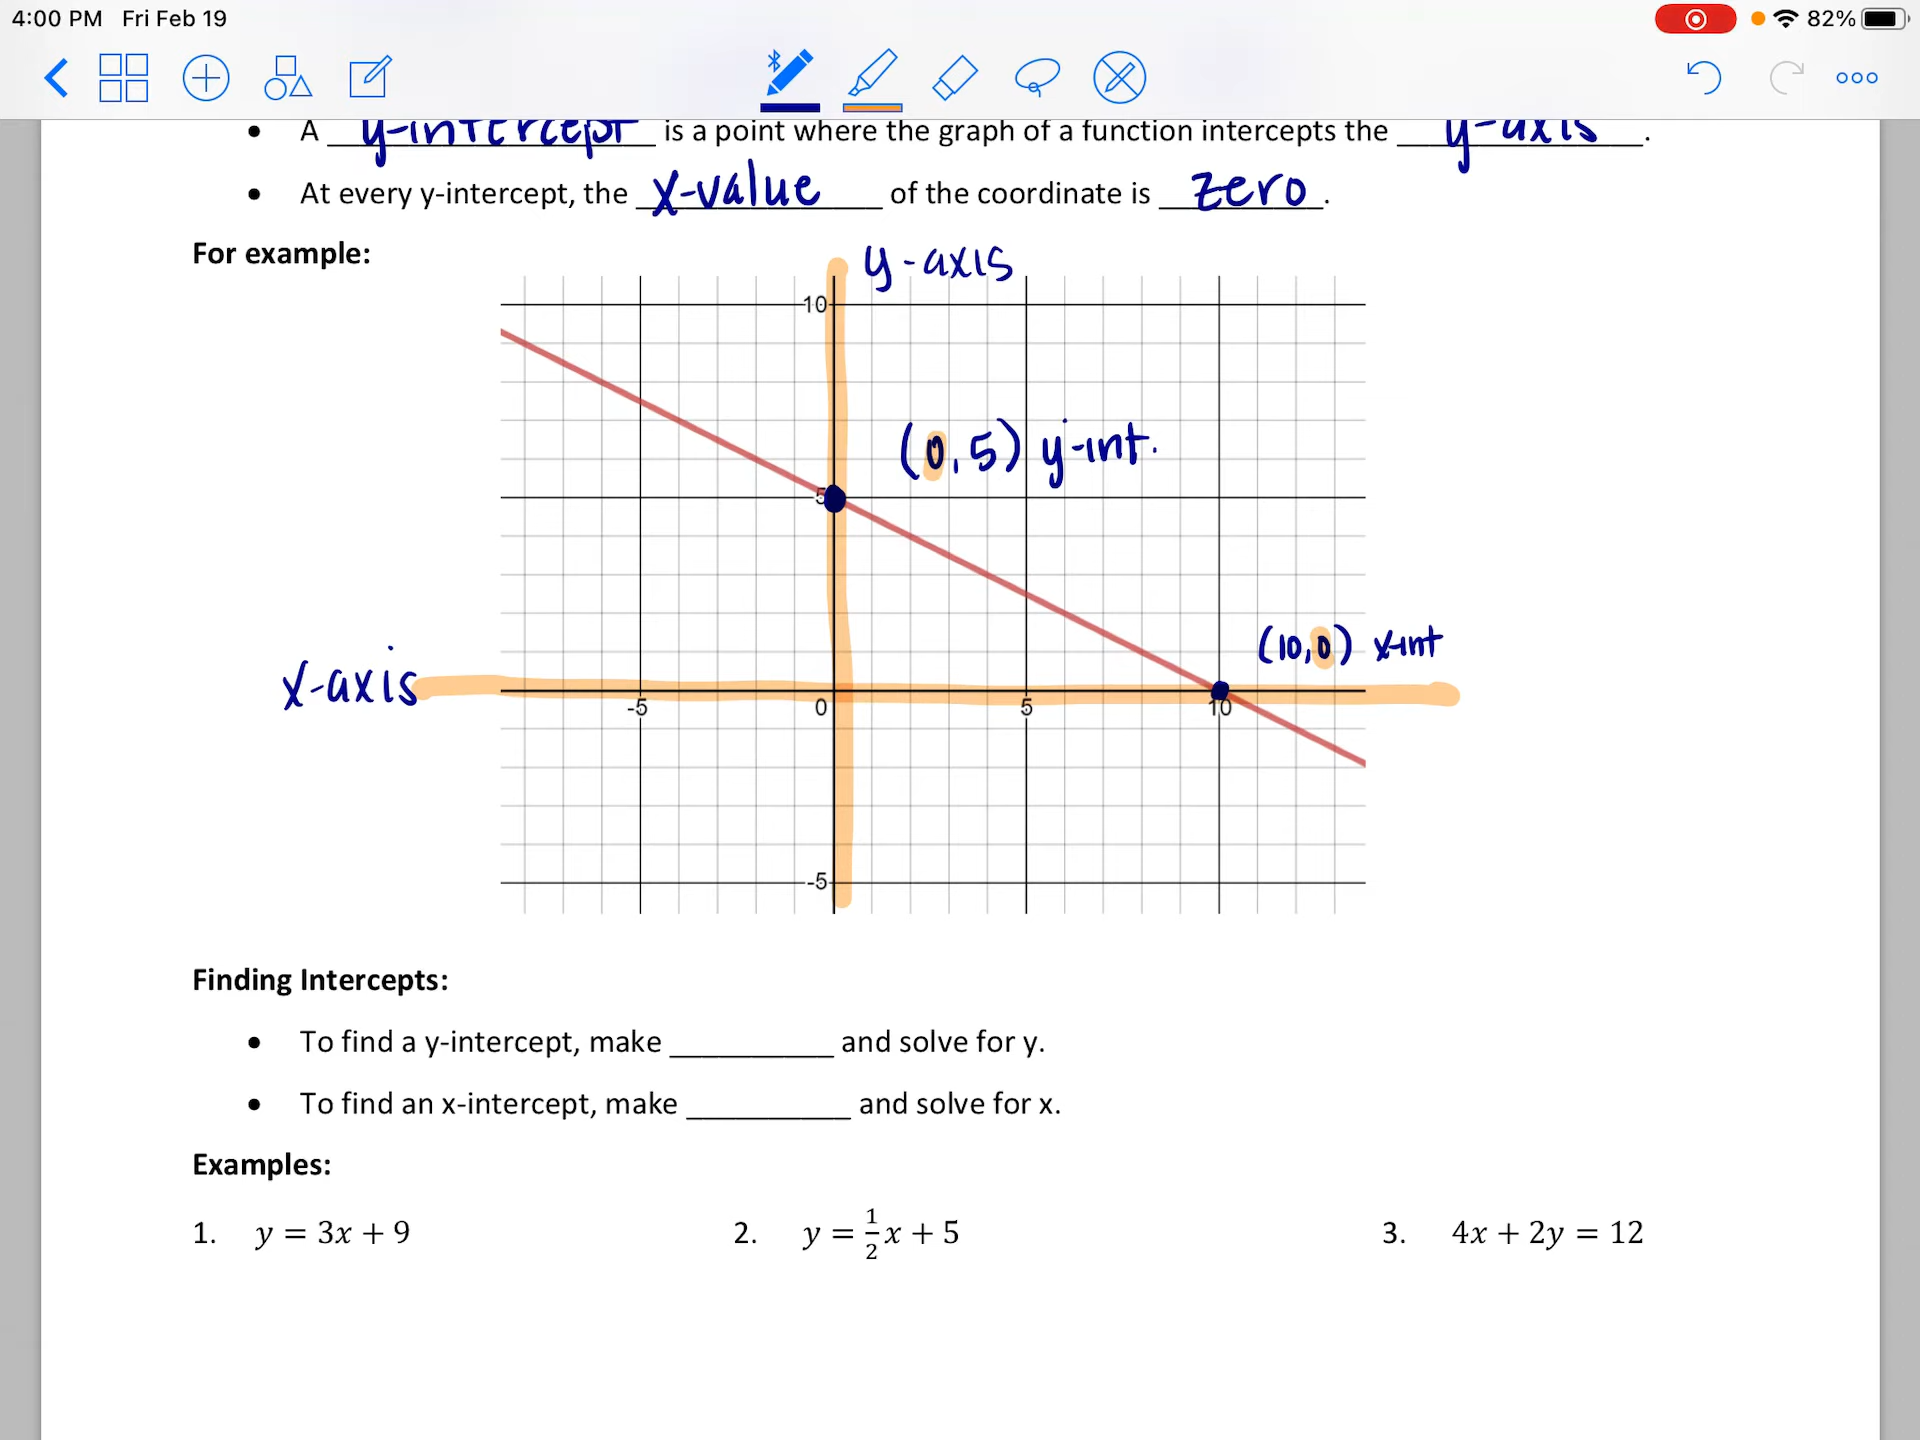 4:00 PM Fri Feb 19 82%
• A y-intercept is a point where the graph of a function intercepts the y-axis.
• At every y-intercept, the x-value of the coordinate is zero.
For example:
y-axis
10
(0,5) y-int.
5
(10,0) x-int
x-axis
-5 0 5 10
-5
Finding Intercepts:
• To find a y-intercept, make __________ and solve for y.
• To find an x-intercept, make __________ and solve for x.
Examples:
1. y = 3x + 9 2. y = 1/2 x + 5 3. 4x + 2y = 12